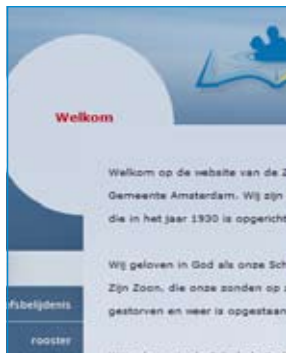 Welkom
Welkom op de website van de
Gemeente Amsterdam. Wij zijn
die in het jaar 1930 is opgericht
Wij geloven in God als onze
Zijn Zoon, die onze zonden op
gestorven en weer is opgestaan
rooster